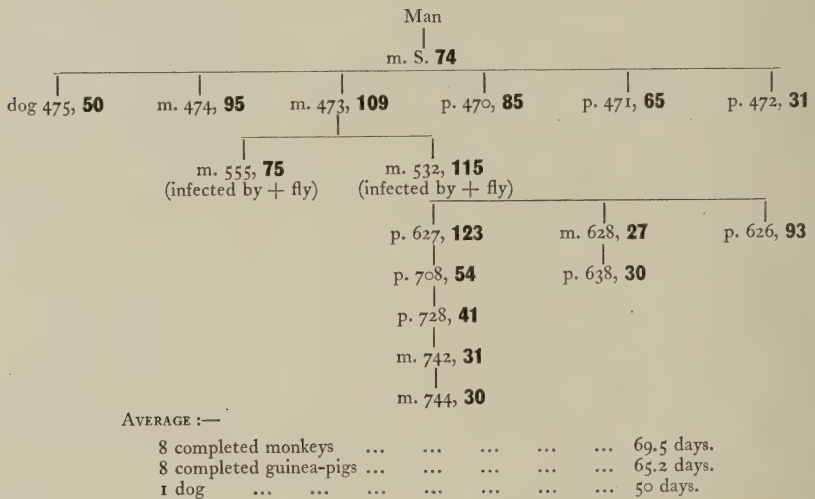 Man
m. S. 74
dog 475, 50 m. 474, 95 m. 473, 109 p. 470, 85 p. 471, 65 p. 472, 31
m. 555, 75 m. 532, 115
(infected by + fly) (infected by + fly)
p. 627, 123 m. 628, 27 p. 626, 93
p. 708, 54 p. 638, 30
p. 728, 41
m. 742, 31
m. 744, 30
AVERAGE :—
8 completed monkeys ... ... ... ... ... 69.5 days.
8 completed guinea-pigs ... ... ... ... ... 65.2 days.
1 dog ... ... ... ... ... ... ... 50 days.